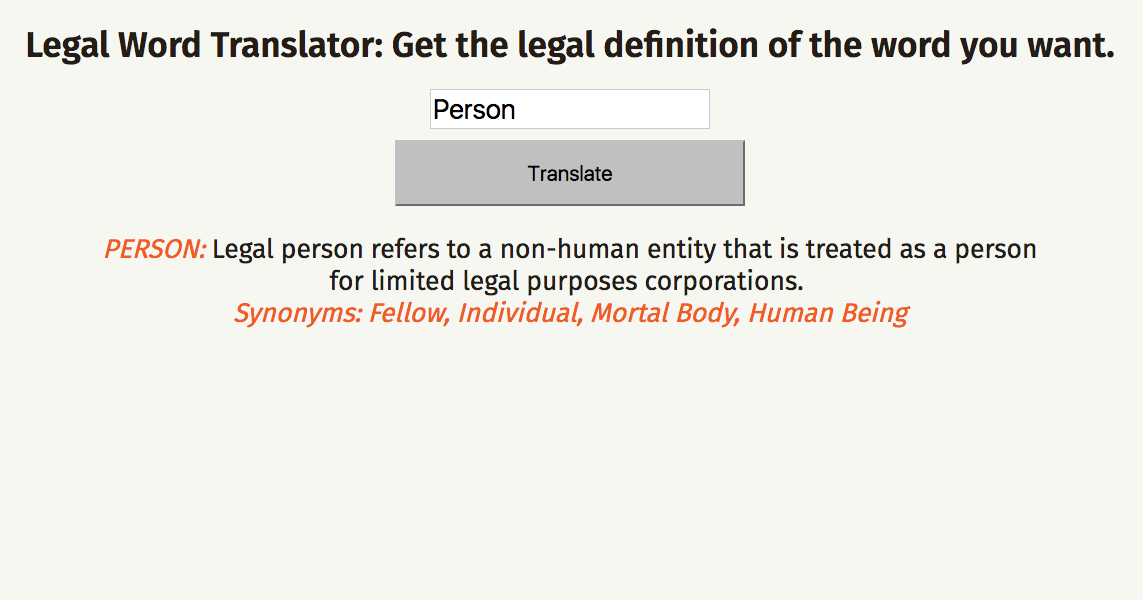 Legal Word Translator: Get the legal definition of the word you want.
Person
Translate
PERSON: Legal person refers to a non-human entity that is treated as a person
for limited legal purposes corporations.
Synonyms: Fellow, Individual, Mortal Body, Human Being